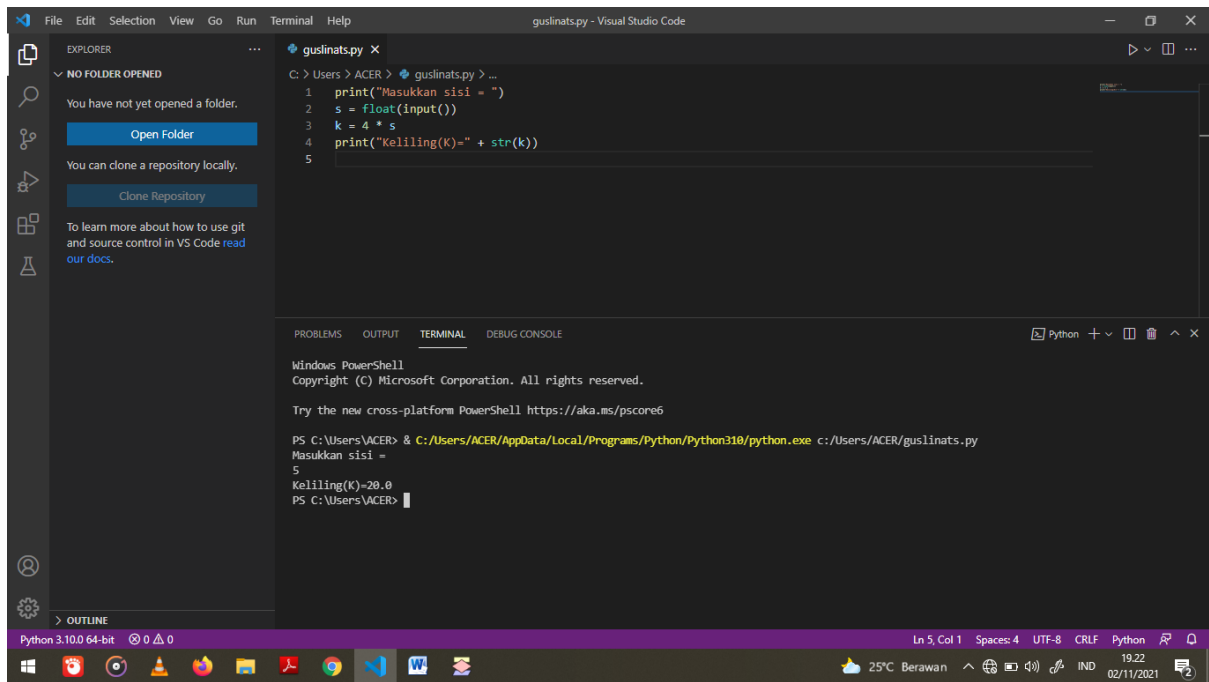 File Edit Selection View Go Run Terminal Help
guslinats.py - Visual Studio Code
EXPLORER
NO FOLDER OPENED
You have not yet opened a folder.
Open Folder
You can clone a repository locally.
Clone Repository
To learn more about how to use git
and source control in VS Code read
our docs.
OUTLINE
guslinats.py
C: > Users > ACER > guslinats.py > ...
1 print("Masukkan sisi = ")
2 s = float(input())
3 k = 4 * s
4 print("Keliling(K)=" + str(k))
5
PROBLEMS OUTPUT TERMINAL DEBUG CONSOLE
Python
Windows PowerShell
Copyright (C) Microsoft Corporation. All rights reserved.
Try the new cross-platform PowerShell https://aka.ms/pscore6
PS C:\Users\ACER> & C:/Users/ACER/AppData/Local/Programs/Python/Python310/python.exe c:/Users/ACER/guslinats.py
Masukkan sisi =
5
Keliling(K)=20.0
PS C:\Users\ACER>
Python 3.10.0 64-bit 0 0
Ln 5, Col 1 Spaces: 4 UTF-8 CRLF Python
25°C Berawan
IND
19.22
02/11/2021
2